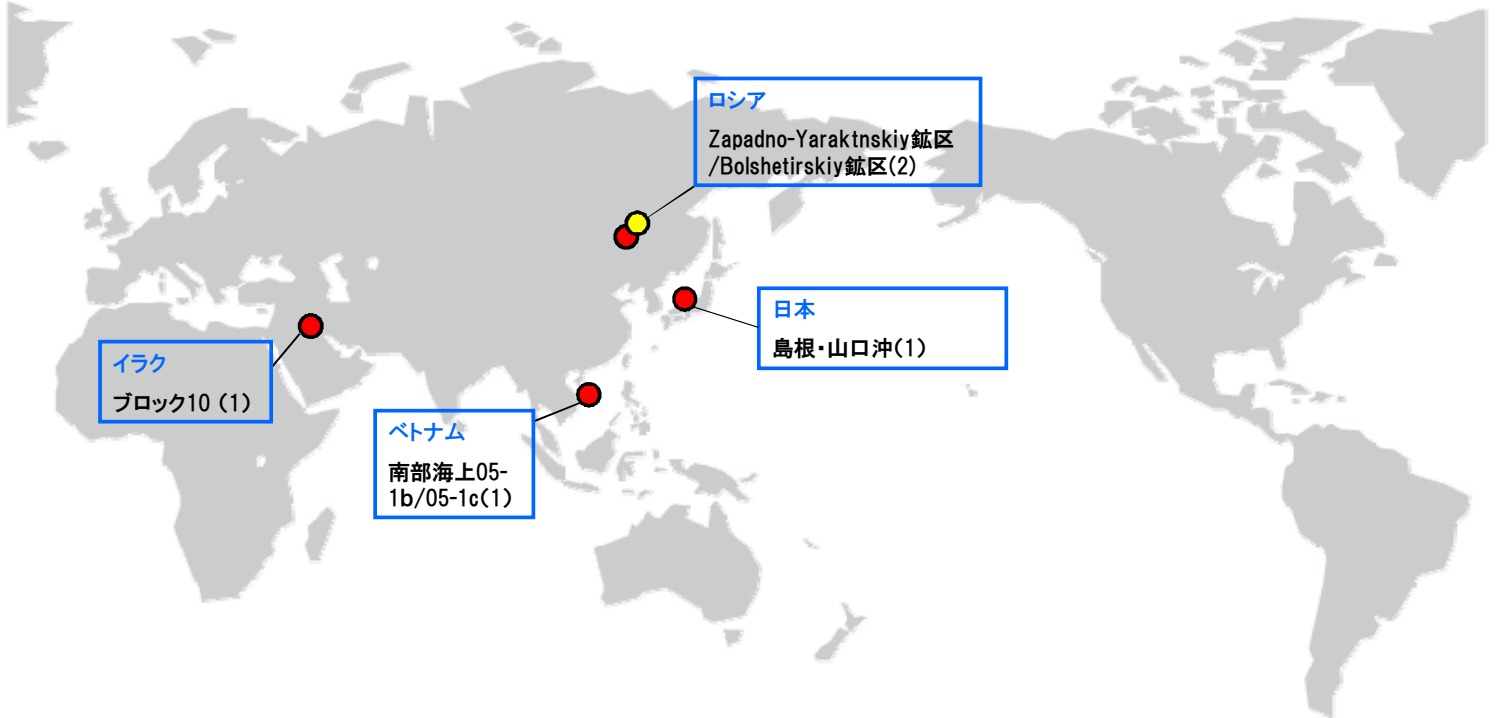 ロシア
Zapadno-Yaraktnskiy鉱区
/Bolshetirskiy鉱区(2)
日本
島根・山口沖(1)
イラク
ブロック10 (1)
ベトナム
南部海上05-
1b/05-1c(1)